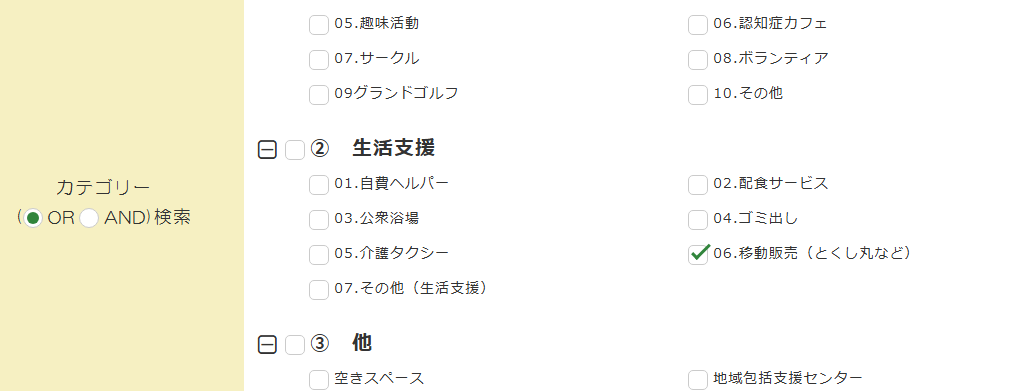 05.趣味活動
06.認知症カフェ
07.サークル
08.ボランティア
09グランドゴルフ
10.その他
② 生活支援
カテゴリー
(OR AND)検索
01.自費ヘルパー
02.配食サービス
03.公衆浴場
04.ゴミ出し
05.介護タクシー
06.移動販売（とくし丸など）
07.その他（生活支援）
③ 他
空きスペース
地域包括支援センター